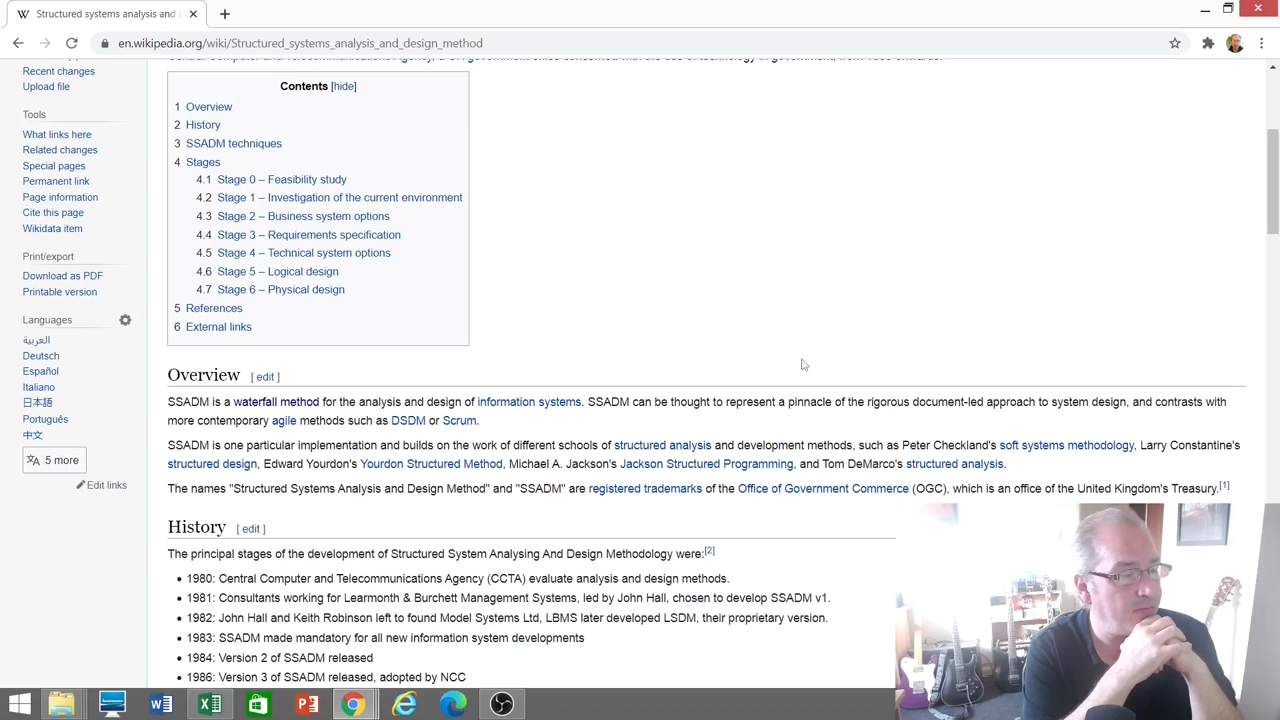 Structured systems analysis and
en.wikipedia.org/wiki/Structured_systems_analysis_and_design_method
Recent changes
Upload file
Tools
What links here
Related changes
Special pages
Permanent link
Page information
Cite this page
Wikidata item
Print/export
Download as PDF
Printable version
Languages
العربية
Deutsch
Español
Italiano
日本語
Português
中文
5 more
Edit links
Contents [hide]
1 Overview
2 History
3 SSADM techniques
4 Stages
4.1 Stage 0 – Feasibility study
4.2 Stage 1 – Investigation of the current environment
4.3 Stage 2 – Business system options
4.4 Stage 3 – Requirements specification
4.5 Stage 4 – Technical system options
4.6 Stage 5 – Logical design
4.7 Stage 6 – Physical design
5 References
6 External links
Overview [ edit ]
SSADM is a waterfall method for the analysis and design of information systems. SSADM can be thought to represent a pinnacle of the rigorous document-led approach to system design, and contrasts with
more contemporary agile methods such as DSDM or Scrum.
SSADM is one particular implementation and builds on the work of different schools of structured analysis and development methods, such as Peter Checkland's soft systems methodology, Larry Constantine's
structured design, Edward Yourdon's Yourdon Structured Method, Michael A. Jackson's Jackson Structured Programming, and Tom DeMarco's structured analysis.
The names "Structured Systems Analysis and Design Method" and "SSADM" are registered trademarks of the Office of Government Commerce (OGC), which is an office of the United Kingdom's Treasury.[1]
History [ edit ]
The principal stages of the development of Structured System Analysing And Design Methodology were:[2]
• 1980: Central Computer and Telecommunications Agency (CCTA) evaluate analysis and design methods.
• 1981: Consultants working for Learmonth & Burchett Management Systems, led by John Hall, chosen to develop SSADM v1.
• 1982: John Hall and Keith Robinson left to found Model Systems Ltd, LBMS later developed LSDM, their proprietary version.
• 1983: SSADM made mandatory for all new information system developments
• 1984: Version 2 of SSADM released
• 1986: Version 3 of SSADM released, adopted by NCC